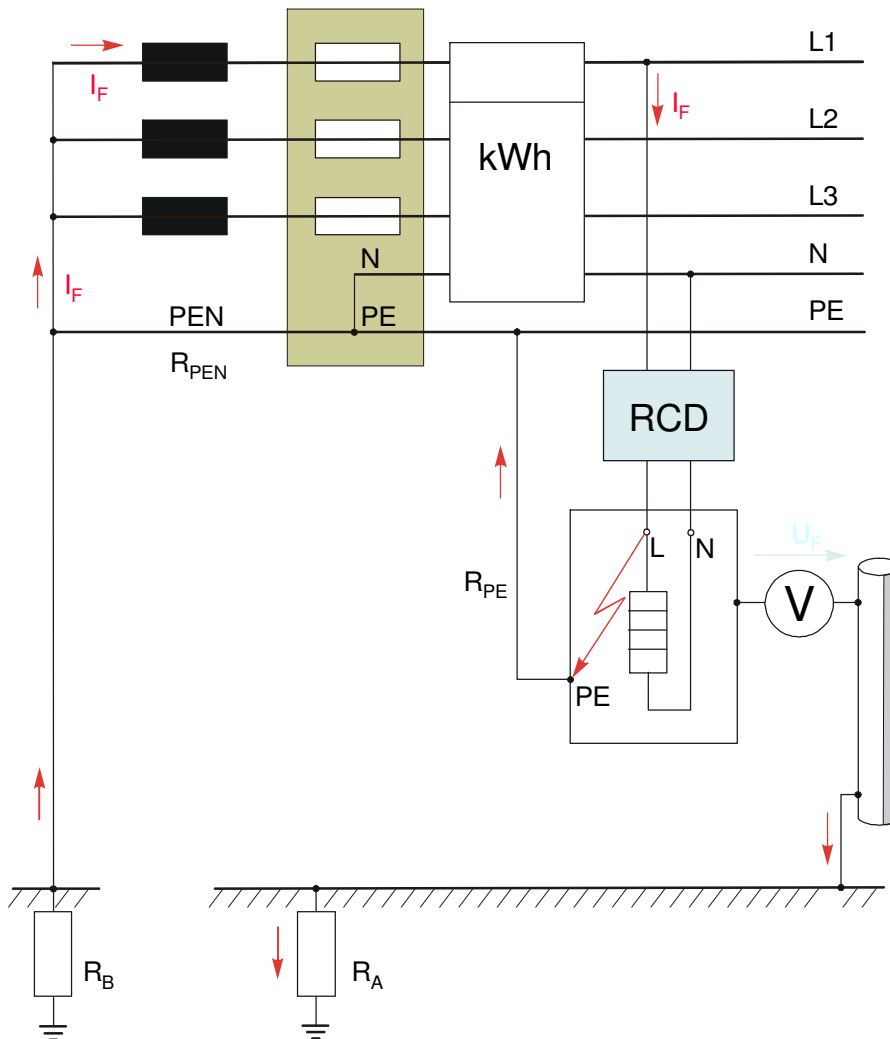 L1
I_F
I_F
L2
kWh
L3
N
N
I_F
PEN
PE
PE
R_PEN
RCD
U_F
L
N
R_PE
V
PE
R_B
R_A